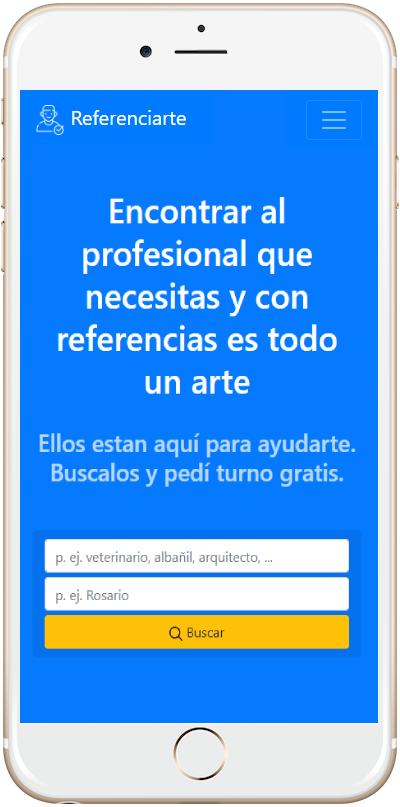 Referenciarte
Encontrar al
profesional que
necesitas y con
referencias es todo
un arte
Ellos estan aquí para ayudarte.
Buscalos y pedí turno gratis.
p. ej. veterinario, albañil, arquitecto, ...
p. ej. Rosario
Buscar